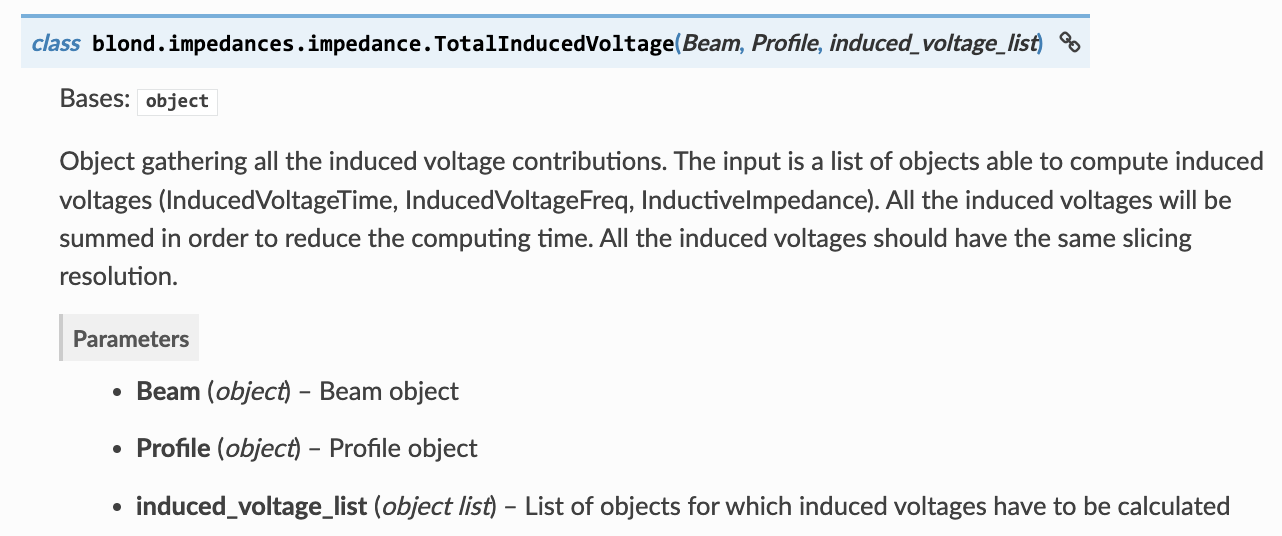 class blond.impedances.impedance.TotalInducedVoltage(Beam, Profile, induced_voltage_list)
Bases: object
Object gathering all the induced voltage contributions. The input is a list of objects able to compute induced
voltages (InducedVoltageTime, InducedVoltageFreq, InductiveImpedance). All the induced voltages will be
summed in order to reduce the computing time. All the induced voltages should have the same slicing
resolution.
Parameters
• Beam (object) – Beam object
• Profile (object) – Profile object
• induced_voltage_list (object list) – List of objects for which induced voltages have to be calculated